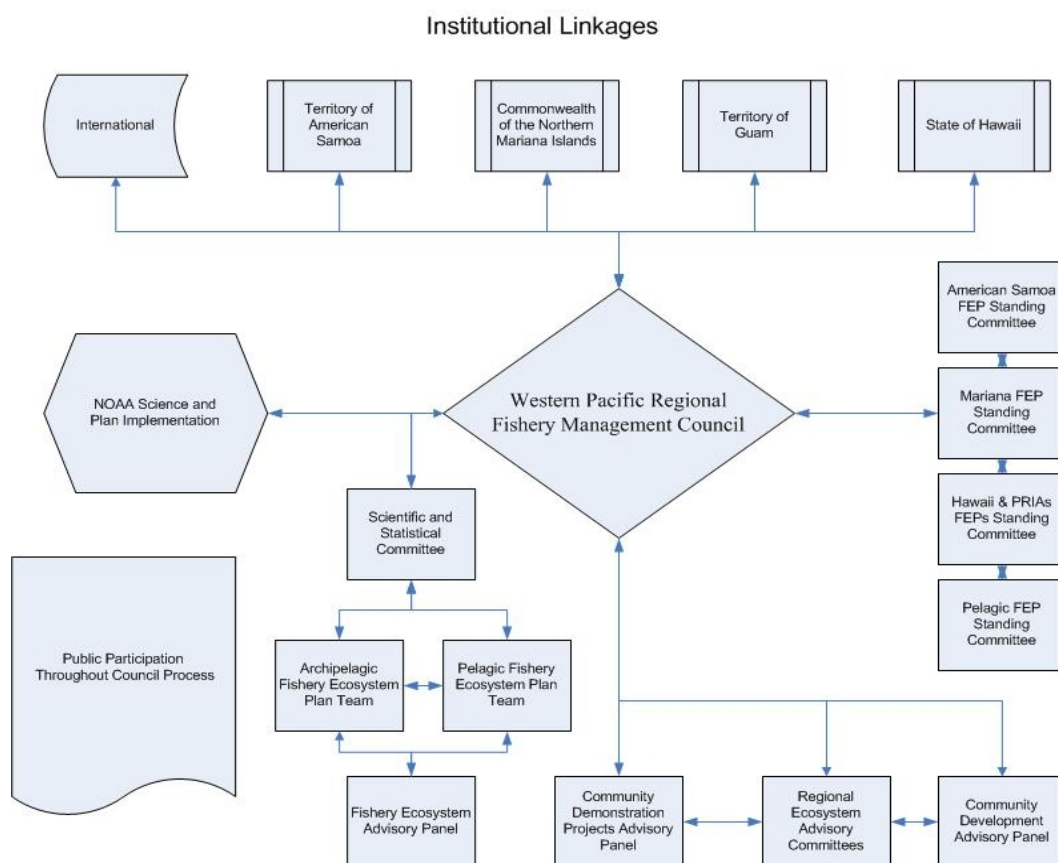 Institutional Linkages
International
Territory of
American
Samoa
Commonwealth
of the Northern
Mariana Islands
Territory of
Guam
State of Hawaii
American Samoa
FEP Standing
Committee
NOAA Science and
Plan Implementation
Western Pacific Regional
Fishery Management Council
Mariana FEP
Standing
Committee
Scientific and
Statistical
Committee
Hawaii & PRIAs
FEPs Standing
Committee
Pelagic FEP
Standing
Committee
Public Participation
Throughout Council Process
Archipelagic
Fishery Ecosystem
Plan Team
Pelagic Fishery
Ecosystem Plan
Team
Fishery Ecosystem
Advisory Panel
Community
Demonstration
Projects Advisory
Panel
Regional
Ecosystem
Advisory
Committees
Community
Development
Advisory Panel